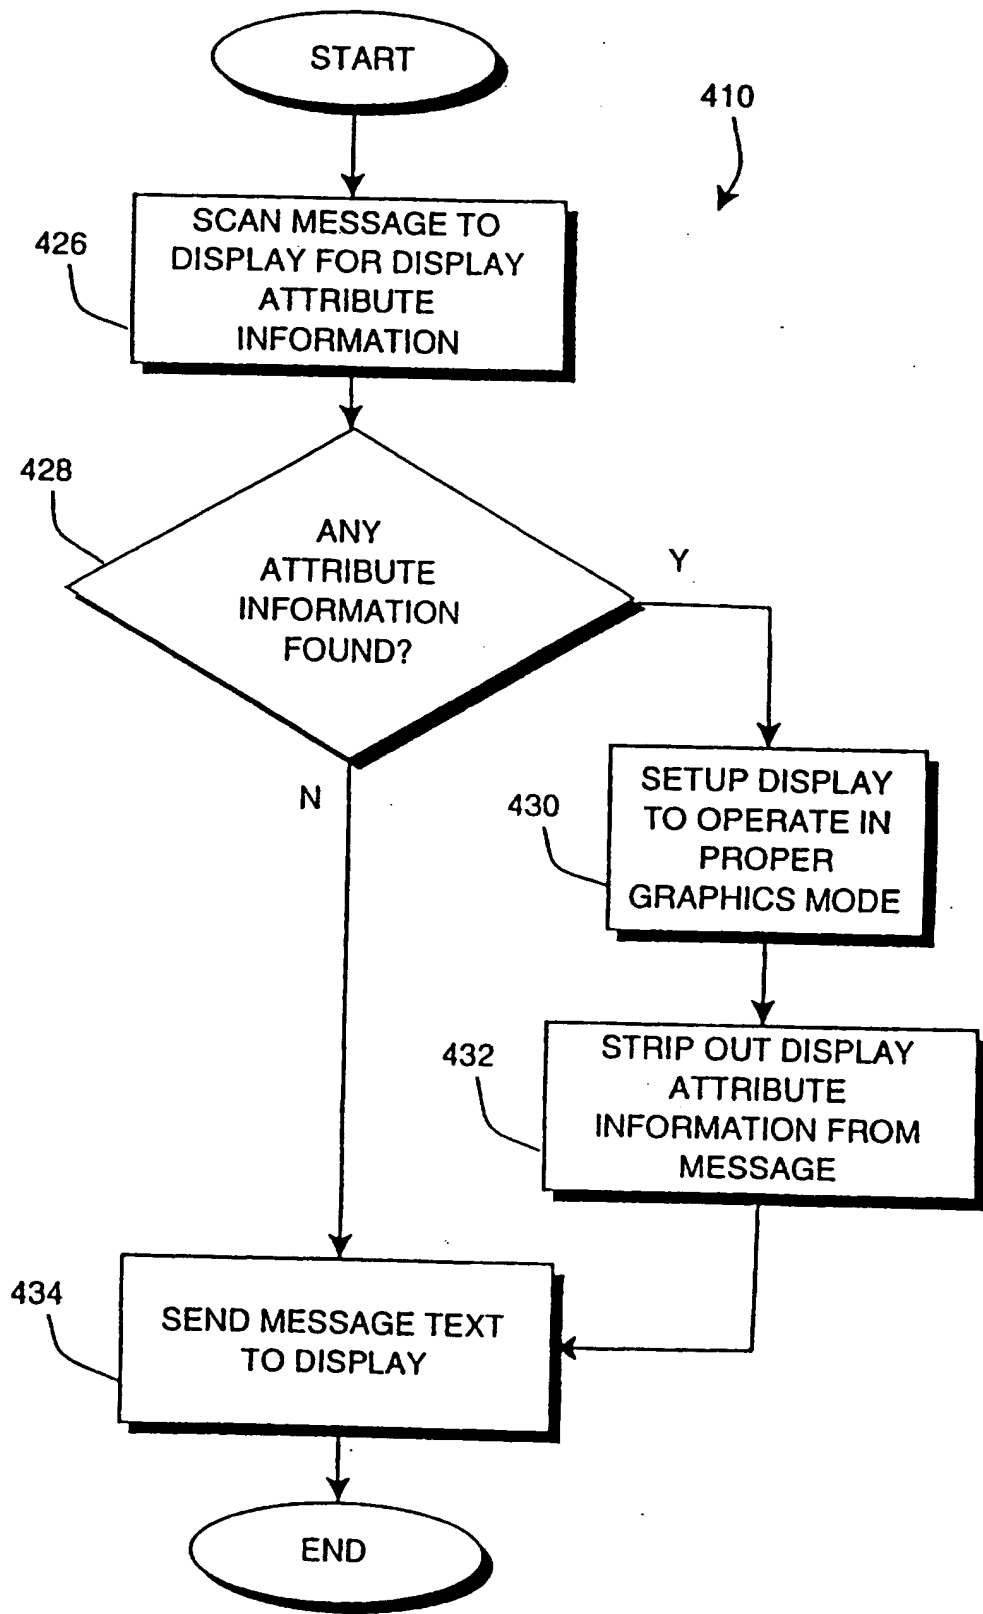 START
410
426
SCAN MESSAGE TO
DISPLAY FOR DISPLAY
ATTRIBUTE
INFORMATION
428
ANY
ATTRIBUTE
INFORMATION
FOUND?
Y
N
430
SETUP DISPLAY
TO OPERATE IN
PROPER
GRAPHICS MODE
432
STRIP OUT DISPLAY
ATTRIBUTE
INFORMATION FROM
MESSAGE
434
SEND MESSAGE TEXT
TO DISPLAY
END